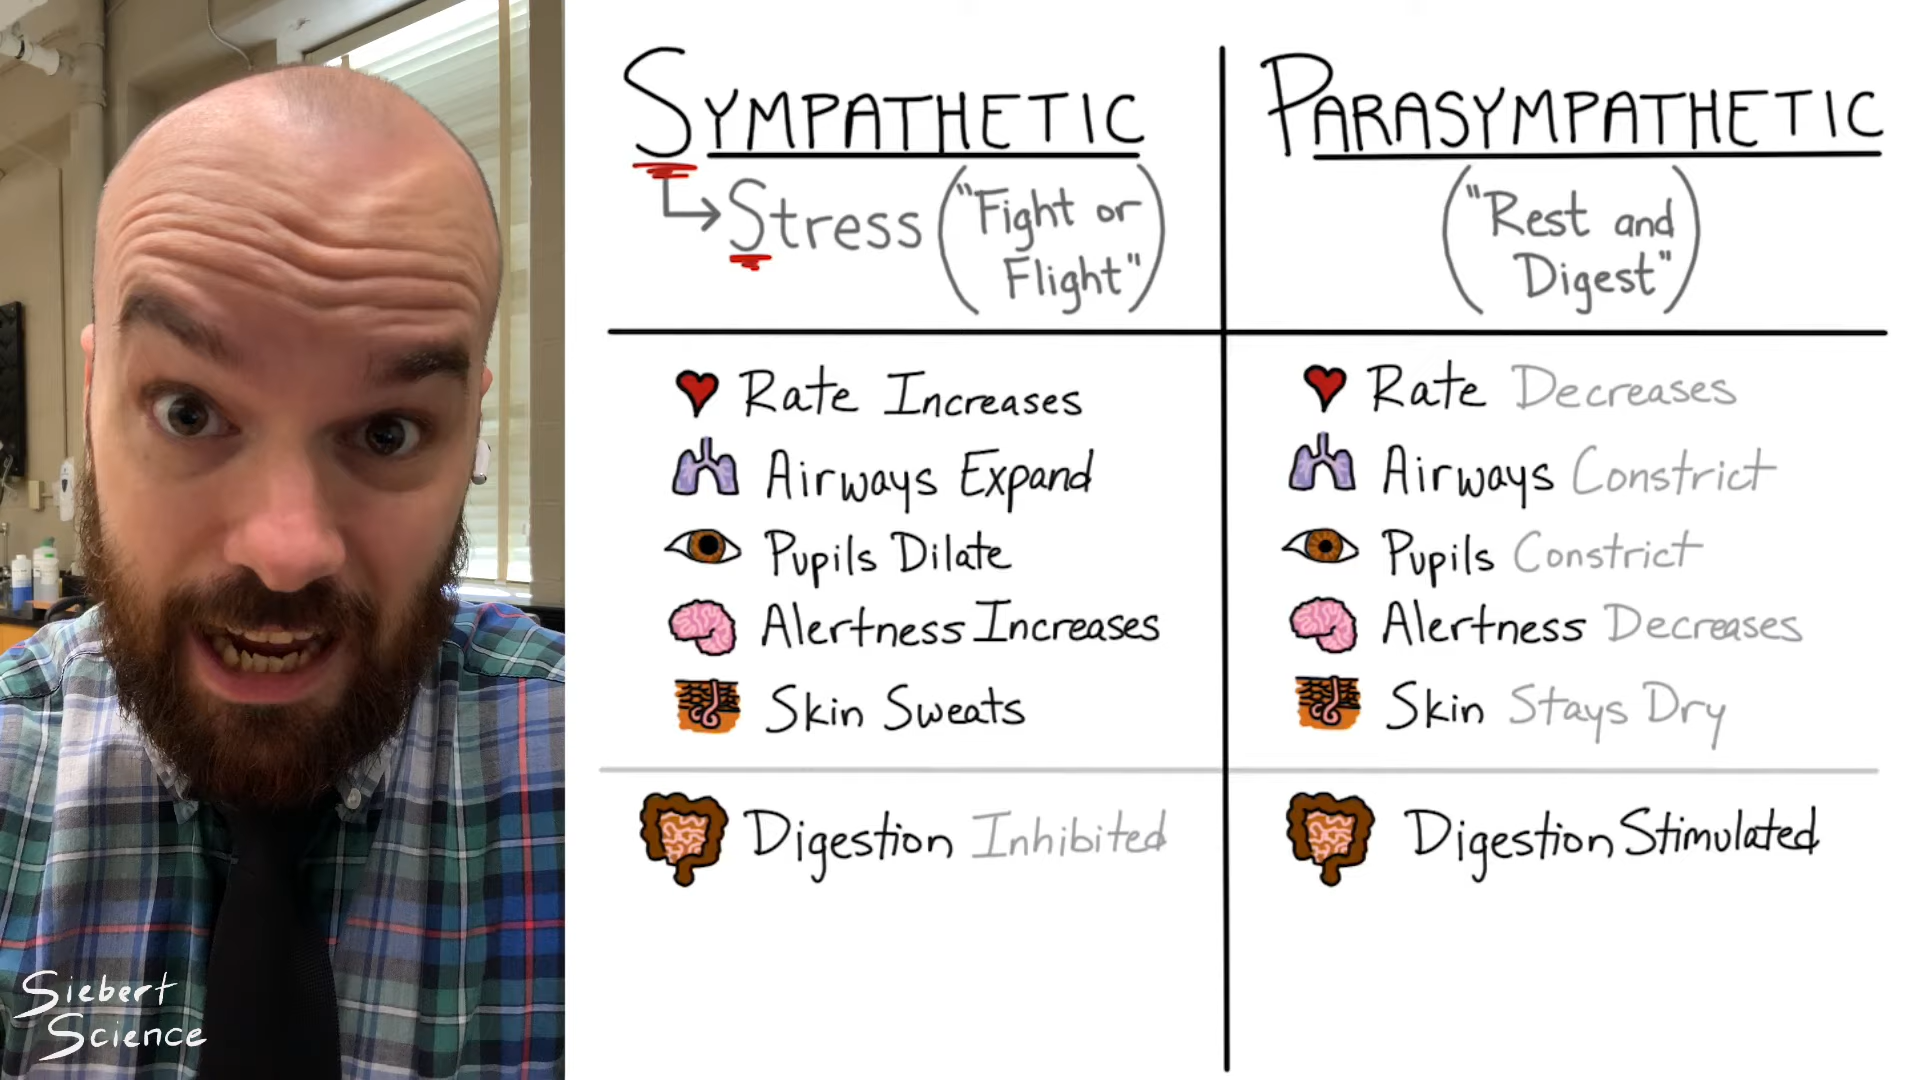 SYMPATHETIC
Stress ("Fight or
Flight")
Rate Increases
Airways Expand
Pupils Dilate
Alertness Increases
Skin Sweats
Digestion Inhibited
PARASYMPATHETIC
("Rest and
Digest")
Rate Decreases
Airways Constrict
Pupils Constrict
Alertness Decreases
Skin Stays Dry
Digestion Stimulated
Siebert
Science